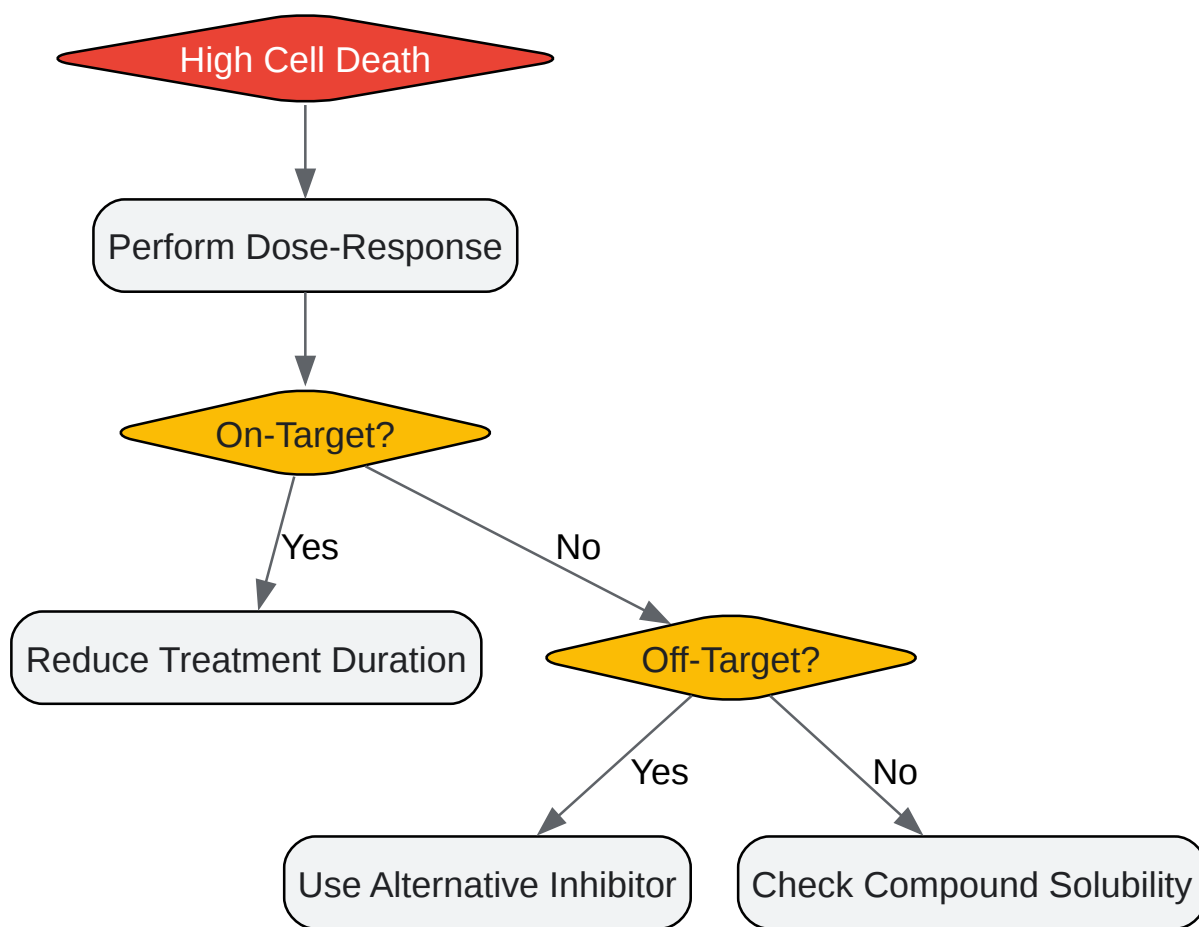 High Cell Death
Perform Dose-Response
On-Target?
Yes
No
Reduce Treatment Duration
Off-Target?
Yes
No
Use Alternative Inhibitor
Check Compound Solubility